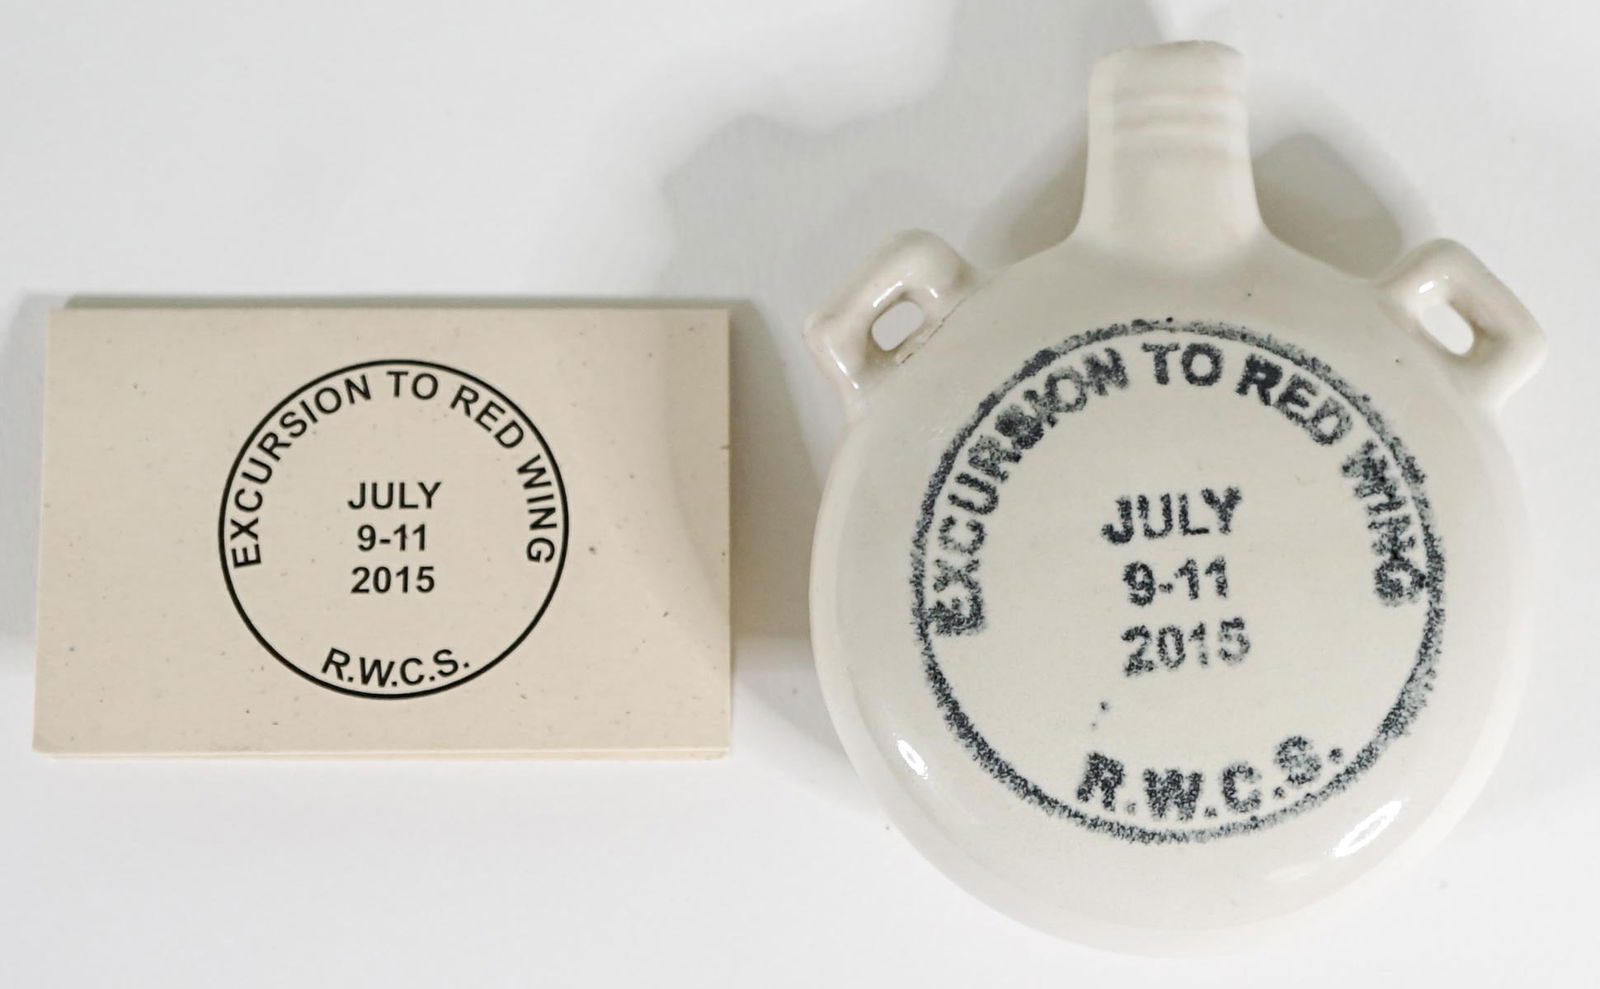 EXCURSION TO RED WING
JULY
9-11
2015
R.W.C.S.
EXCURSION TO RED WING
JULY
9-11
2015
R.W.C.S.